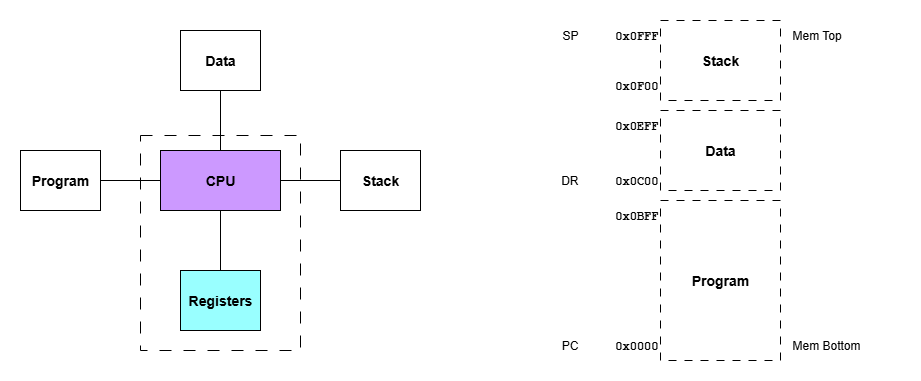 Data
Program
CPU
Stack
Registers
SP 0x0FFF Mem Top
Stack
0x0F00
0x0EFF
Data
DR 0x0C00
0x0BFF
Program
PC 0x0000 Mem Bottom